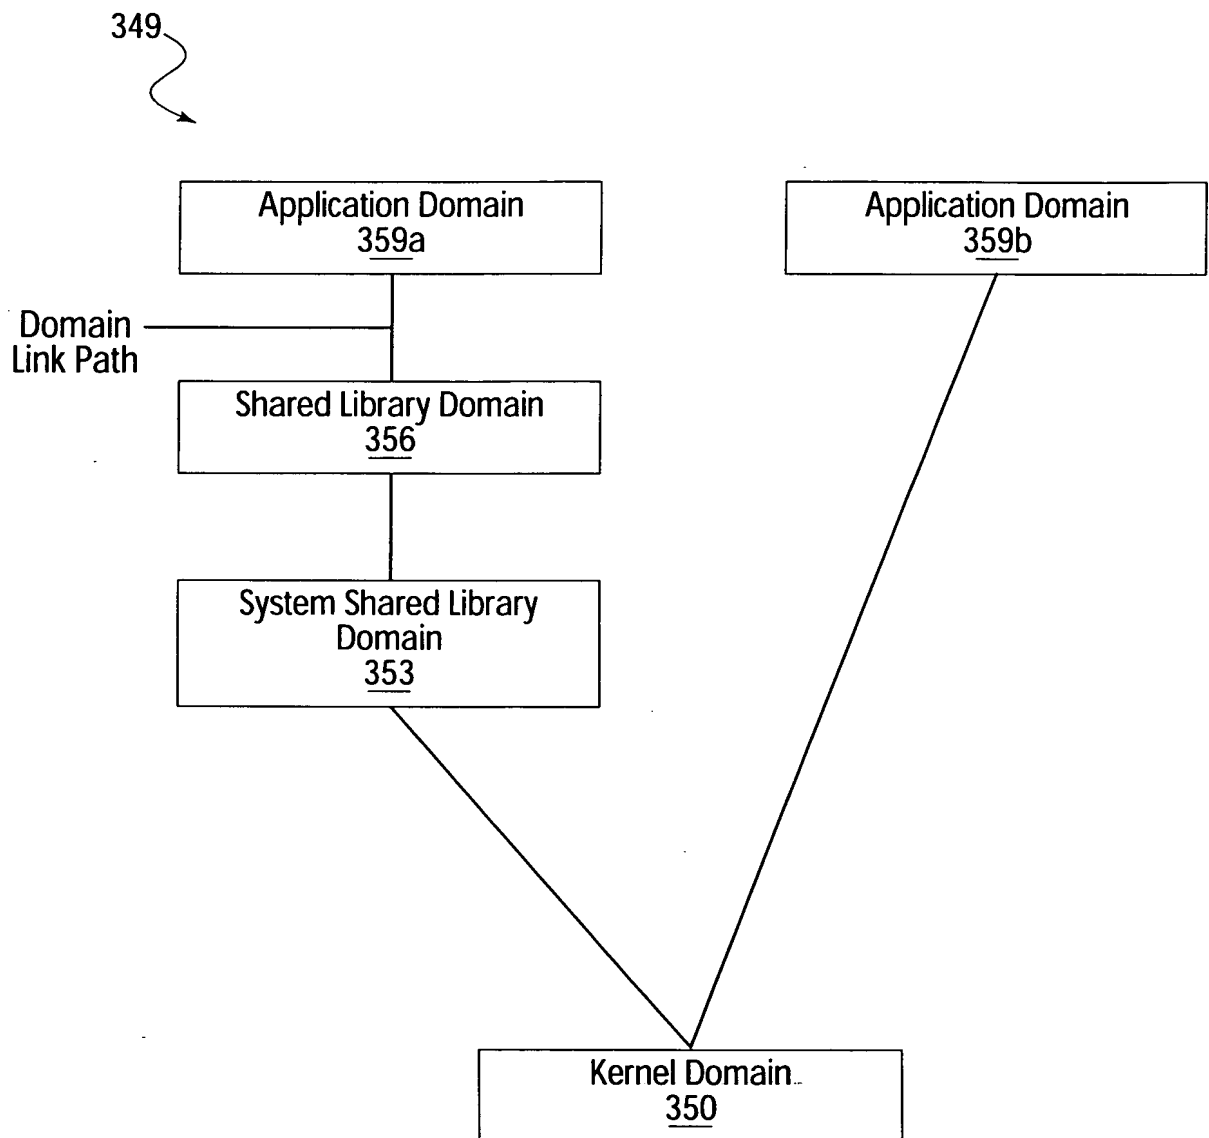 349
Application Domain
359a
Application Domain
359b
Domain
Link Path
Shared Library Domain
356
System Shared Library
Domain
353
Kernel Domain
350